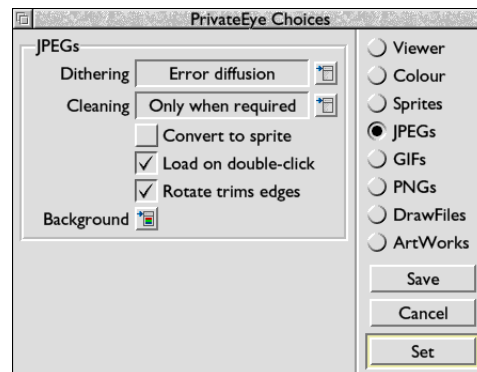 PrivateEye Choices
JPEGs
Dithering Error diffusion
Cleaning Only when required
Convert to sprite
Load on double-click
Rotate trims edges
Background
Viewer
Colour
Sprites
JPEGs
GIFs
PNGs
DrawFiles
ArtWorks
Save
Cancel
Set